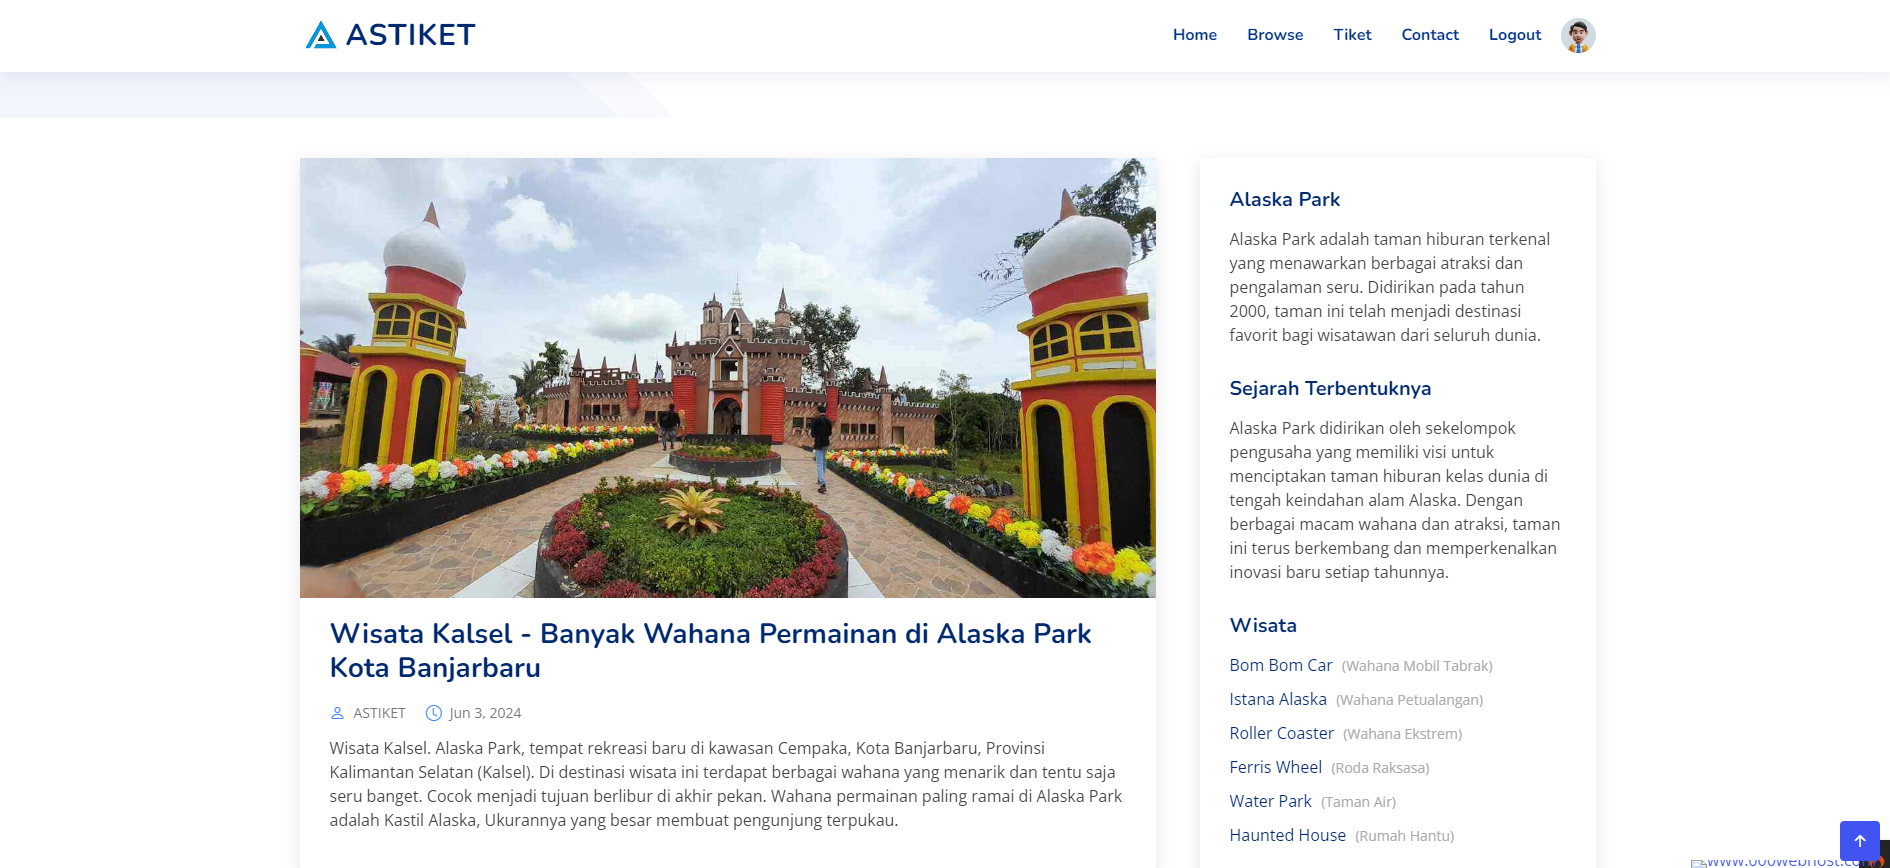 ASTIKET
Home Browse Tiket Contact Logout
Wisata Kalsel - Banyak Wahana Permainan di Alaska Park
Kota Banjarbaru
ASTIKET Jun 3, 2024
Wisata Kalsel. Alaska Park, tempat rekreasi baru di kawasan Cempaka, Kota Banjarbaru, Provinsi
Kalimantan Selatan (Kalsel). Di destinasi wisata ini terdapat berbagai wahana yang menarik dan tentu saja
seru banget. Cocok menjadi tujuan berlibur di akhir pekan. Wahana permainan paling ramai di Alaska Park
adalah Kastil Alaska, Ukurannya yang besar membuat pengunjung terpukau.
Alaska Park
Alaska Park adalah taman hiburan terkenal
yang menawarkan berbagai atraksi dan
pengalaman seru. Didirikan pada tahun
2000, taman ini telah menjadi destinasi
favorit bagi wisatawan dari seluruh dunia.
Sejarah Terbentuknya
Alaska Park didirikan oleh sekelompok
pengusaha yang memiliki visi untuk
menciptakan taman hiburan kelas dunia di
tengah keindahan alam Alaska. Dengan
berbagai macam wahana dan atraksi, taman
ini terus berkembang dan memperkenalkan
inovasi baru setiap tahunnya.
Wisata
Bom Bom Car (Wahana Mobil Tabrak)
Istana Alaska (Wahana Petualangan)
Roller Coaster (Wahana Ekstrem)
Ferris Wheel (Roda Raksasa)
Water Park (Taman Air)
Haunted House (Rumah Hantu)